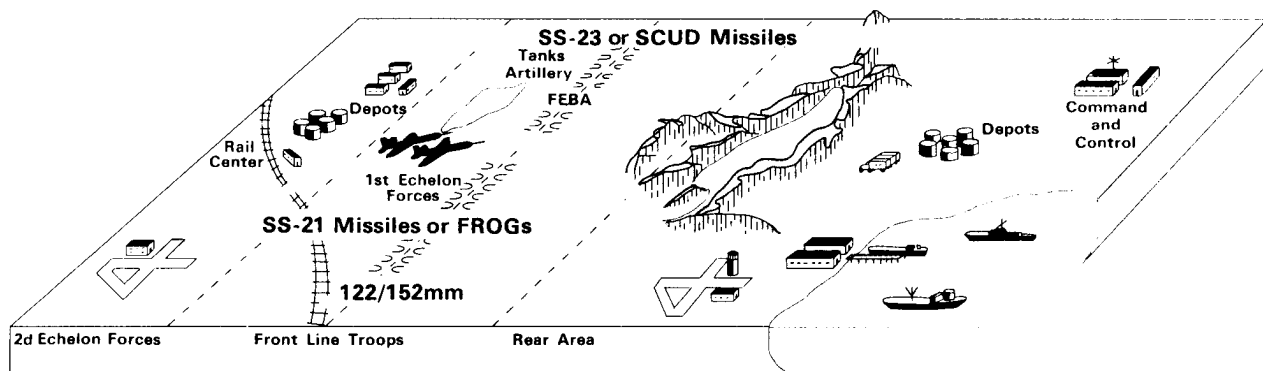 SS-23 or SCUD Missiles
Tanks
Artillery
FEBA
Depots
Rail
Center
1st Echelon
Forces
Command
and
Control
Depots
SS-21 Missiles or FROGs
122/152mm
2d Echelon Forces
Front Line Troops
Rear Area